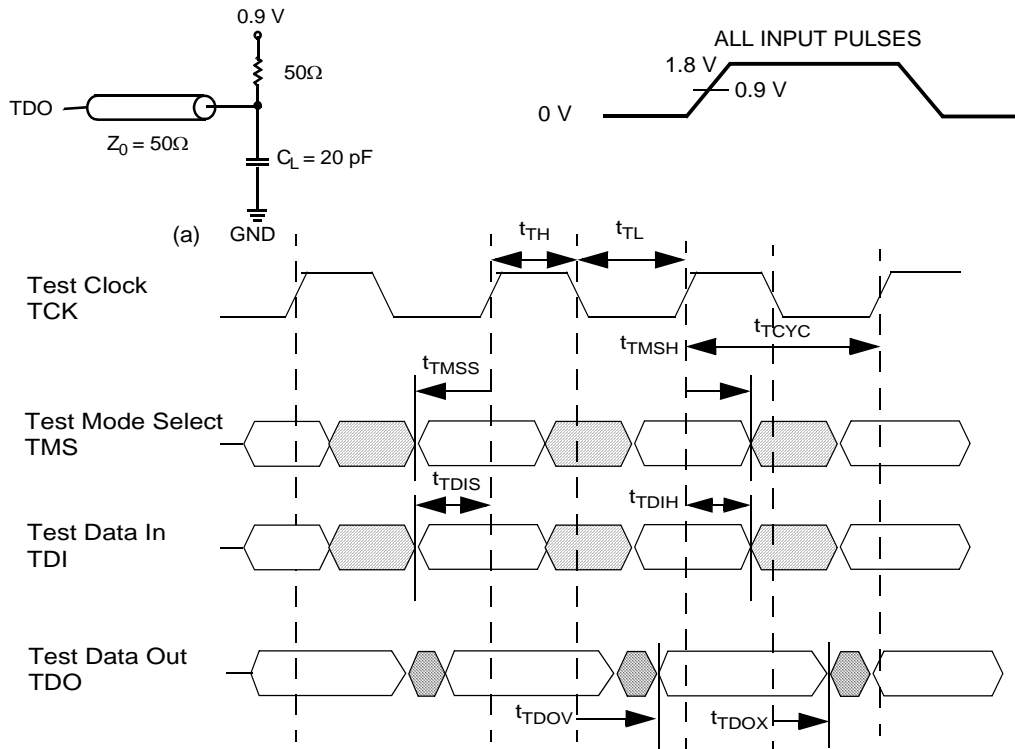 0.9 V
50Ω
TDO
Z0 = 50Ω
CL = 20 pF
(a)
GND
ALL INPUT PULSES
1.8 V
0.9 V
0 V
tTH
tTL
Test Clock
TCK
tTMSH
tTCYC
tTMSS
Test Mode Select
TMS
tTDIS
tTDIH
Test Data In
TDI
Test Data Out
TDO
tTDOV
tTDOX